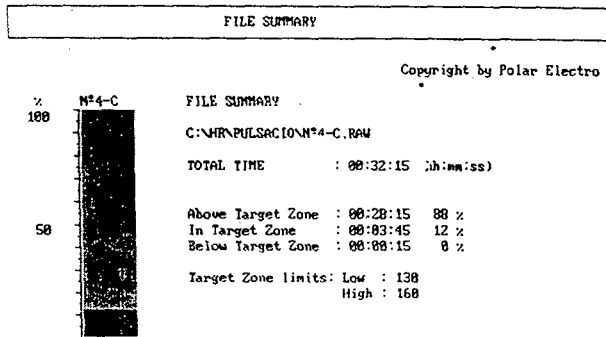 FILE SUMMARY
Copyright by Polar Electro
% Nº4-C
100
50
FILE SUMMARY
C:\HR\PULSACIO\Nº4-C.RAW
TOTAL TIME : 00:32:15 (hh:mm:ss)
Above Target Zone : 00:28:15 88 %
In Target Zone : 00:03:45 12 %
Below Target Zone : 00:00:15 0 %
Target Zone limits: Low : 130
High : 160